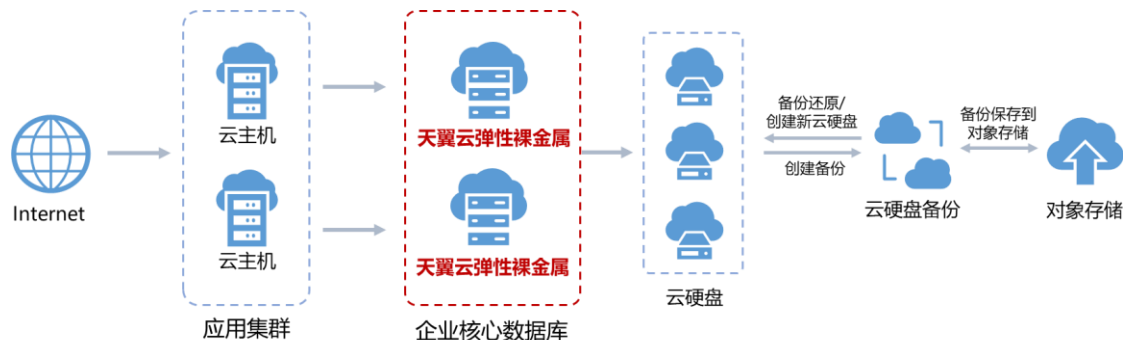 Internet
云主机
云主机
应用集群
天翼云弹性裸金属
天翼云弹性裸金属
企业核心数据库
云硬盘
备份还原/
创建新云硬盘
创建备份
云硬盘备份
备份保存到
对象存储
对象存储